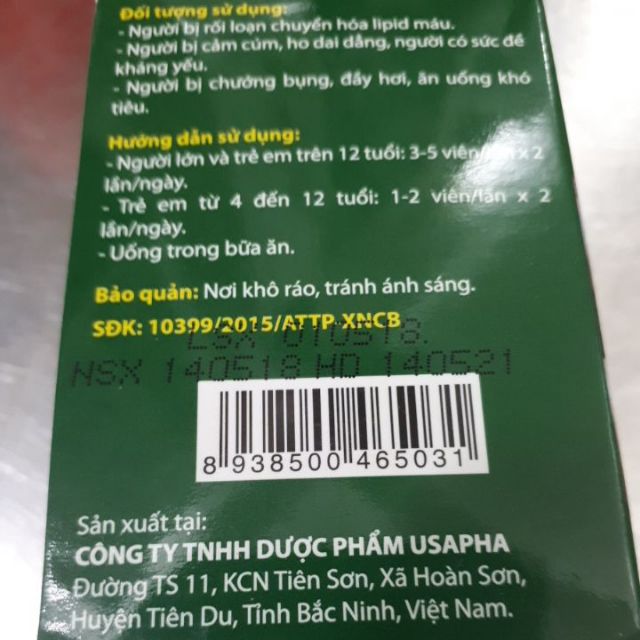 Đối tượng sử dụng:
- Người bị rối loạn chuyển hóa lipid máu.
- Người bị cảm cúm, ho dai dẳng, người có sức đề
kháng yếu.
- Người bị chướng bụng, đầy hơi, ăn uống khó
tiêu.
Hướng dẫn sử dụng:
- Người lớn và trẻ em trên 12 tuổi: 3-5 viên/lần x 2
lần/ngày.
- Trẻ em từ 4 đến 12 tuổi: 1-2 viên/lần x 2
lần/ngày.
- Uống trong bữa ăn.
Bảo quản: Nơi khô ráo, tránh ánh sáng.
SĐK: 10399/2015/ATTP-XNCB
LSX 010518.
NSX 140518 HD 140521
8 938500 465031
Sản xuất tại:
CÔNG TY TNHH DƯỢC PHẨM USAPHA
Đường TS 11, KCN Tiên Sơn, Xã Hoàn Sơn,
Huyện Tiên Du, Tỉnh Bắc Ninh, Việt Nam.